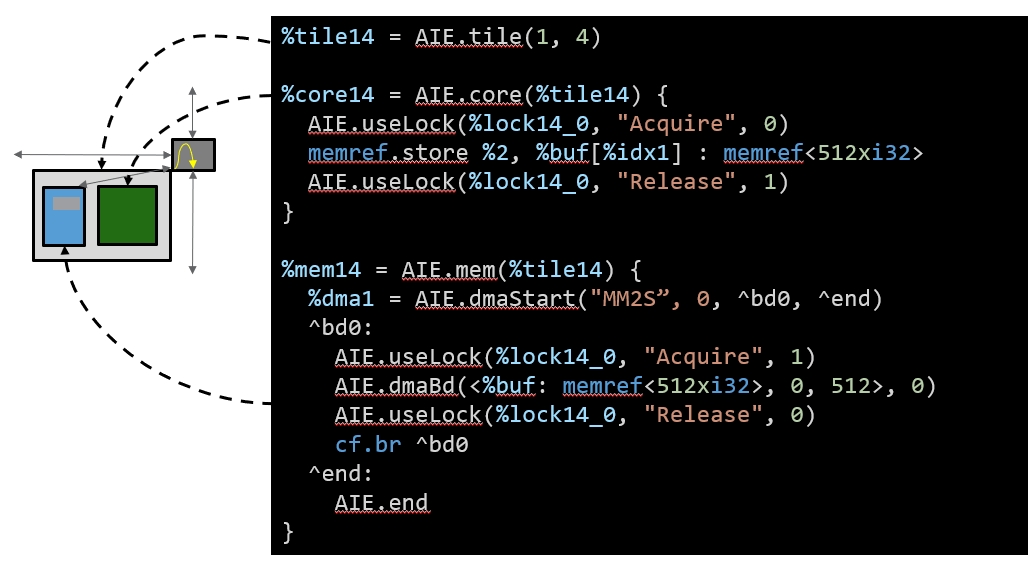 %tile14 = AIE.tile(1, 4)
%core14 = AIE.core(%tile14) {
AIE.useLock(%lock14_0, "Acquire", 0)
memref.store %2, %buf[%idx1] : memref<512xi32>
AIE.useLock(%lock14_0, "Release", 1)
}
%mem14 = AIE.mem(%tile14) {
%dma1 = AIE.dmaStart("MM2S”, 0, ^bd0, ^end)
^bd0:
AIE.useLock(%lock14_0, "Acquire", 1)
AIE.dmaBd(<%buf: memref<512xi32>, 0, 512>, 0)
AIE.useLock(%lock14_0, "Release", 0)
cf.br ^bd0
^end:
AIE.end
}